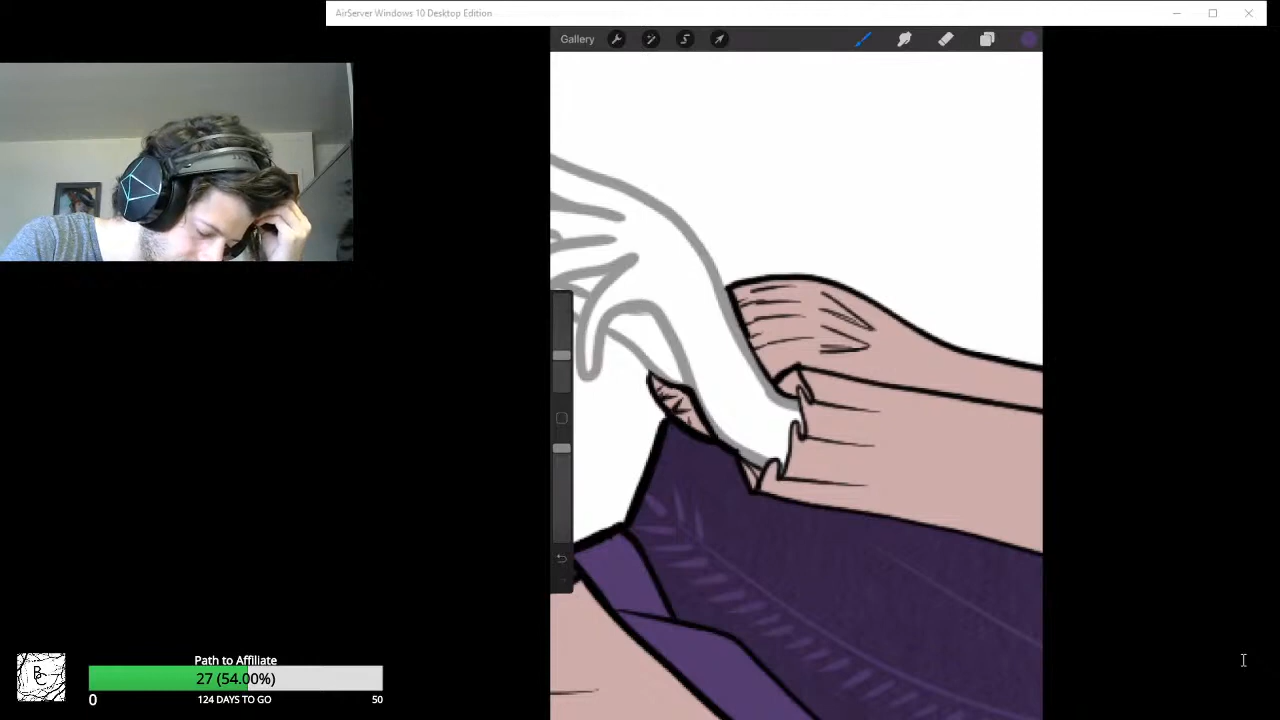 AirServer Windows 10 Desktop Edition
Gallery
Path to Affiliate
27 (54.00%)
0
124 DAYS TO GO
50